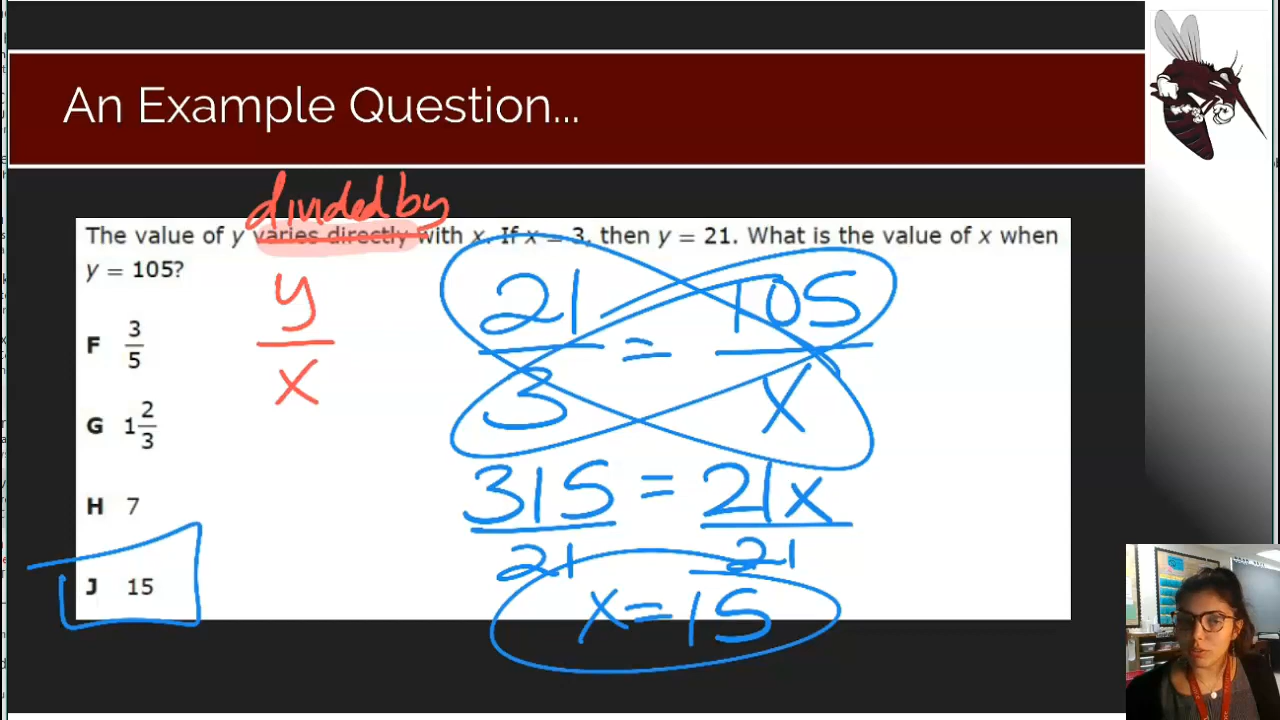 An Example Question...
divided by
The value of y varies directly with x. If x = 3, then y = 21. What is the value of x when
y = 105?
y
x
21 = 105
3 x
F 3/5
G 1 2/3
315 = 21x
21 21
H 7
x=15
J 15